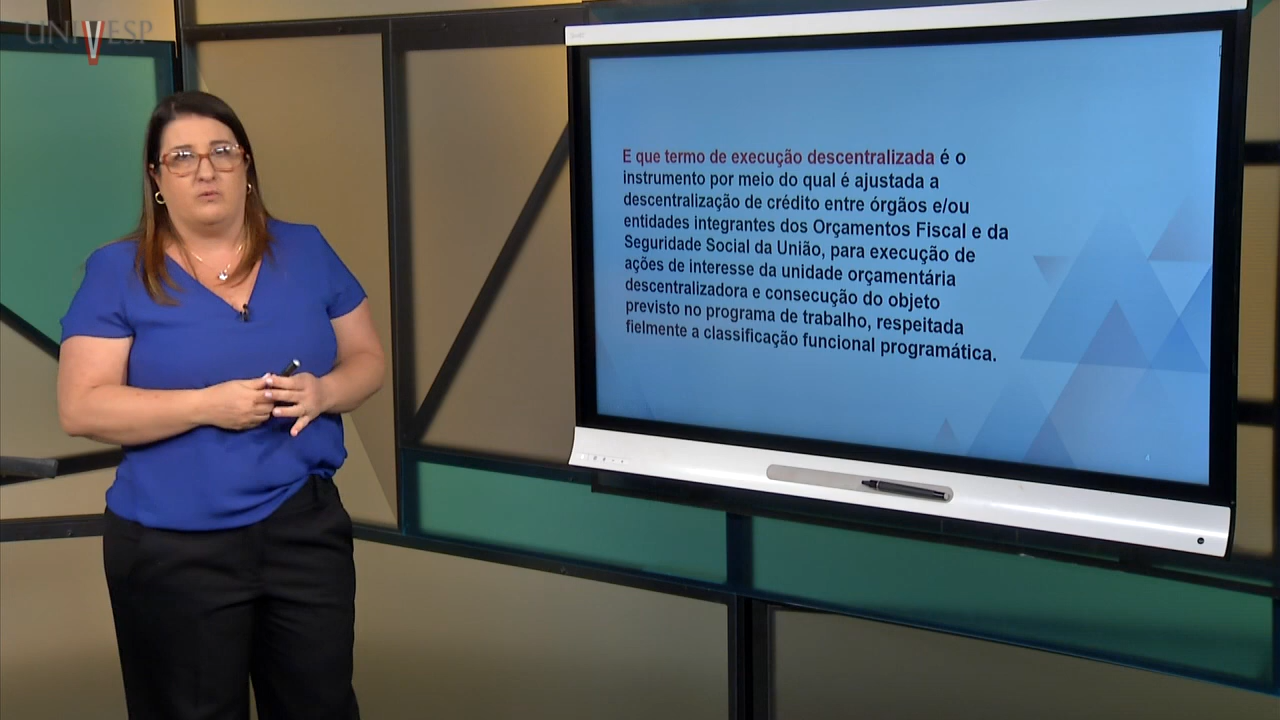 UNIVESP
E que termo de execução descentralizada é o
instrumento por meio do qual é ajustada a
descentralização de crédito entre órgãos e/ou
entidades integrantes dos Orçamentos Fiscal e da
Seguridade Social da União, para execução de
ações de interesse da unidade orçamentária
descentralizadora e consecução do objeto
previsto no programa de trabalho, respeitada
fielmente a classificação funcional programática.
4